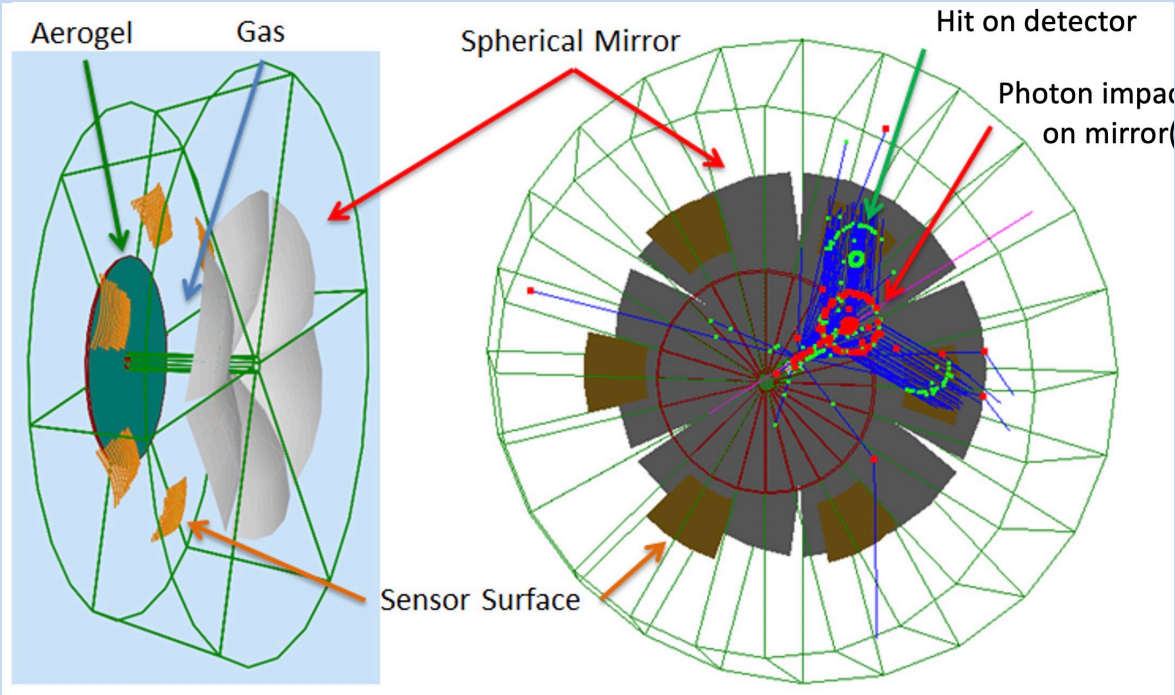 Aerogel
Gas
Spherical Mirror
Hit on detector
Photon impac
on mirror(
Sensor Surface